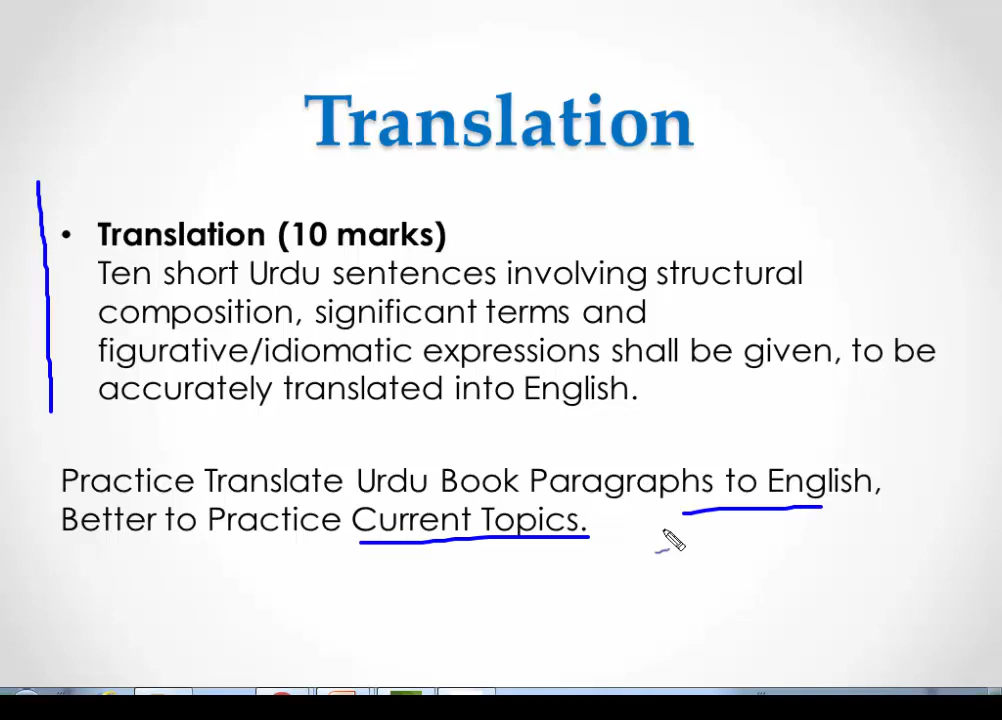 Translation
• Translation (10 marks)
Ten short Urdu sentences involving structural
composition, significant terms and
figurative/idiomatic expressions shall be given, to be
accurately translated into English.
Practice Translate Urdu Book Paragraphs to English,
Better to Practice Current Topics.